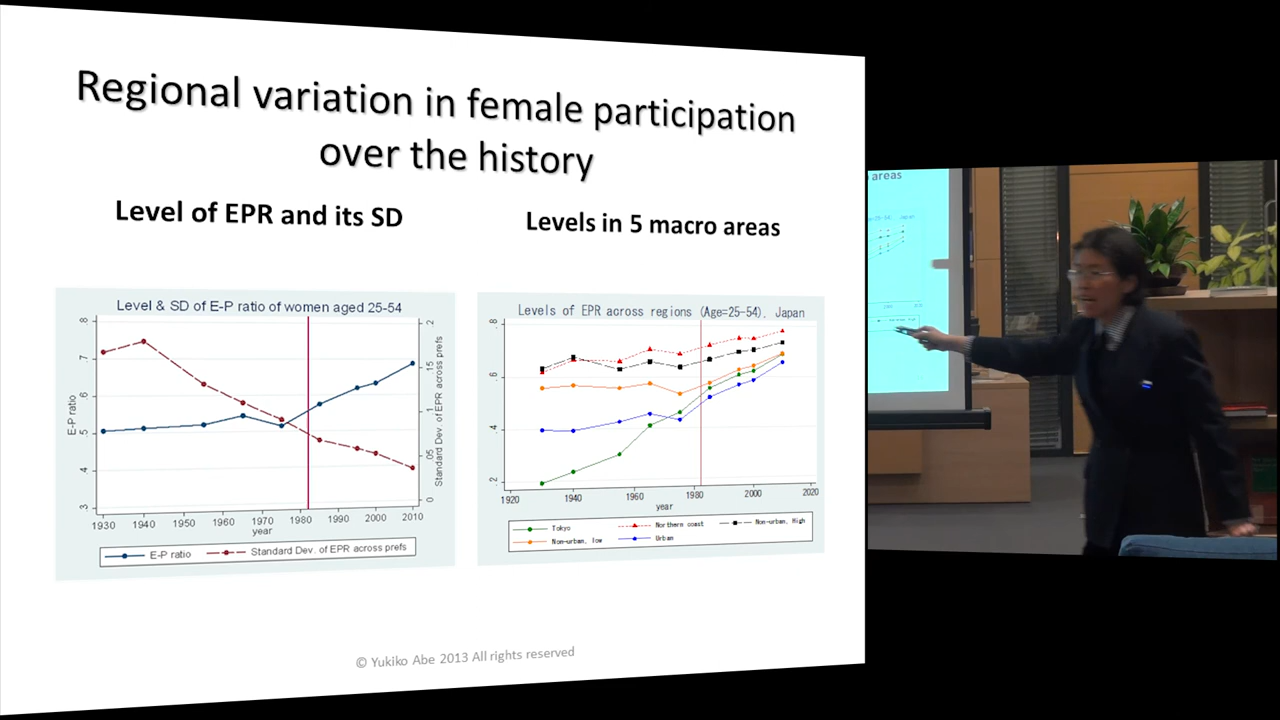 Regional variation in female participation
over the history
Level of EPR and its SD
Levels in 5 macro areas
Level & SD of E-P ratio of women aged 25-54
.8
.7
.6
.5
.4
.3
E-P ratio
.2
.15
.1
.05
0
Standard Dev. of EPR across prefs
1930 1940 1950 1960 1970 1980 1990 2000 2010
year
E-P ratio
Standard Dev. of EPR across prefs
Levels of EPR across regions (Age=25-54), Japan
.8
.6
.4
.2
1920 1940 1960 1980 2000 2020
year
Tokyo
Northern coast
Non-urban, High
Non-urban, low
Urban
© Yukiko Abe 2013 All rights reserved
areas
Japan